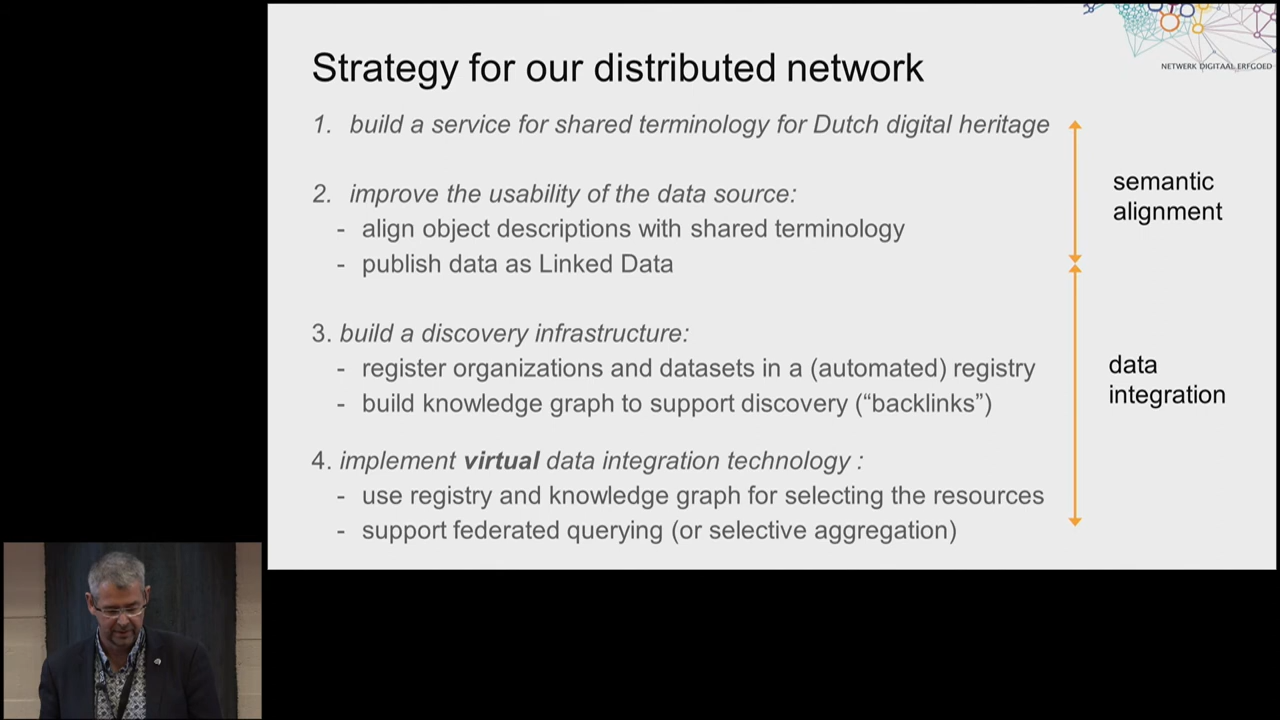 NETWERK DIGITAAL ERFGOED
Strategy for our distributed network
1. build a service for shared terminology for Dutch digital heritage
2. improve the usability of the data source:
- align object descriptions with shared terminology
- publish data as Linked Data
semantic
alignment
3. build a discovery infrastructure:
- register organizations and datasets in a (automated) registry
- build knowledge graph to support discovery (“backlinks”)
4. implement virtual data integration technology :
- use registry and knowledge graph for selecting the resources
- support federated querying (or selective aggregation)
data
integration